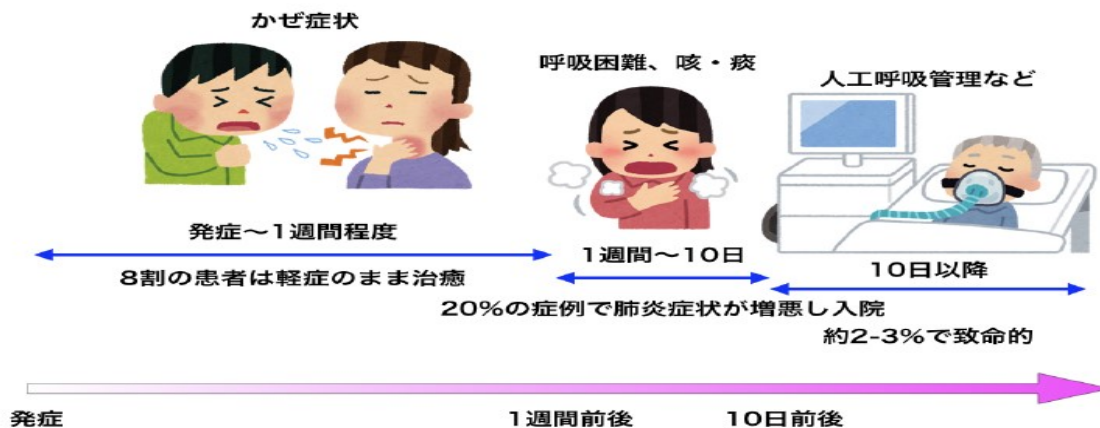 かぜ症状
呼吸困難、咳・痰
人工呼吸管理など
発症〜1週間程度
8割の患者は軽症のまま治癒
1週間〜10日
20%の症例で肺炎症状が増悪し入院
10日以降
約2-3%で致命的
発症
1週間前後
10日前後